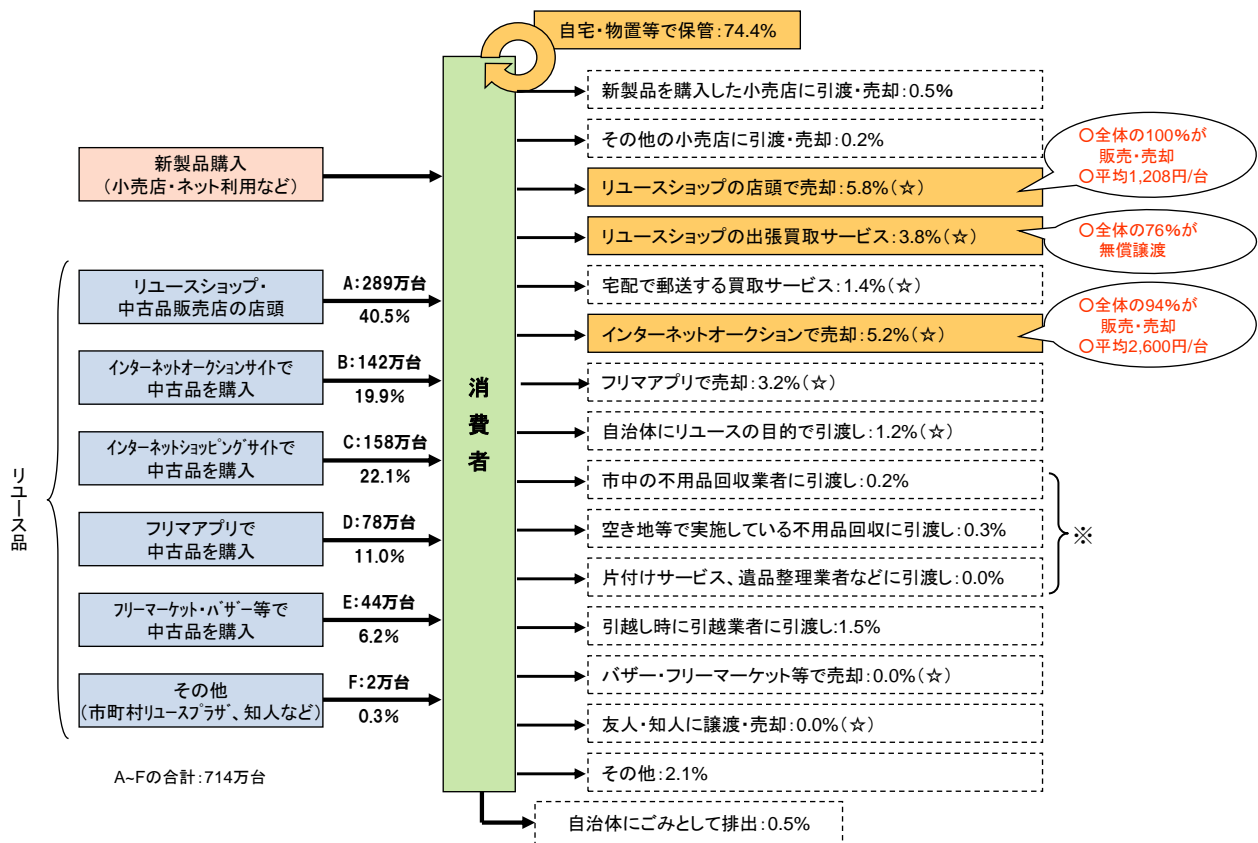 自宅・物置等で保管:74.4%
新製品を購入した小売店に引渡・売却:0.5%
その他の小売店に引渡・売却:0.2%
リユースショップの店頭で売却:5.8%(☆)
リユースショップの出張買取サービス:3.8%(☆)
宅配で郵送する買取サービス:1.4%(☆)
インターネットオークションで売却:5.2%(☆)
フリマアプリで売却:3.2%(☆)
自治体にリユースの目的で引渡し:1.2%(☆)
市中の不用品回収業者に引渡し:0.2%
空き地等で実施している不用品回収に引渡し:0.3%
片付けサービス、遺品整理業者などに引渡し:0.0%
※
引越し時に引越業者に引渡し:1.5%
バザー・フリーマーケット等で売却:0.0%(☆)
友人・知人に譲渡・売却:0.0%(☆)
その他:2.1%
自治体にごみとして排出:0.5%
○全体の100%が
販売・売却
○平均1,208円/台
○全体の76%が
無償譲渡
○全体の94%が
販売・売却
○平均2,600円/台
消費者
新製品購入
(小売店・ネット利用など)
リユース品
リユースショップ・
中古品販売店の店頭
A:289万台
40.5%
インターネットオークションサイトで
中古品を購入
B:142万台
19.9%
インターネットショッピングサイトで
中古品を購入
C:158万台
22.1%
フリマアプリで
中古品を購入
D:78万台
11.0%
フリーマーケット・バザー等で
中古品を購入
E:44万台
6.2%
その他
(市町村リユースプラザ、知人など)
F:2万台
0.3%
A~Fの合計:714万台